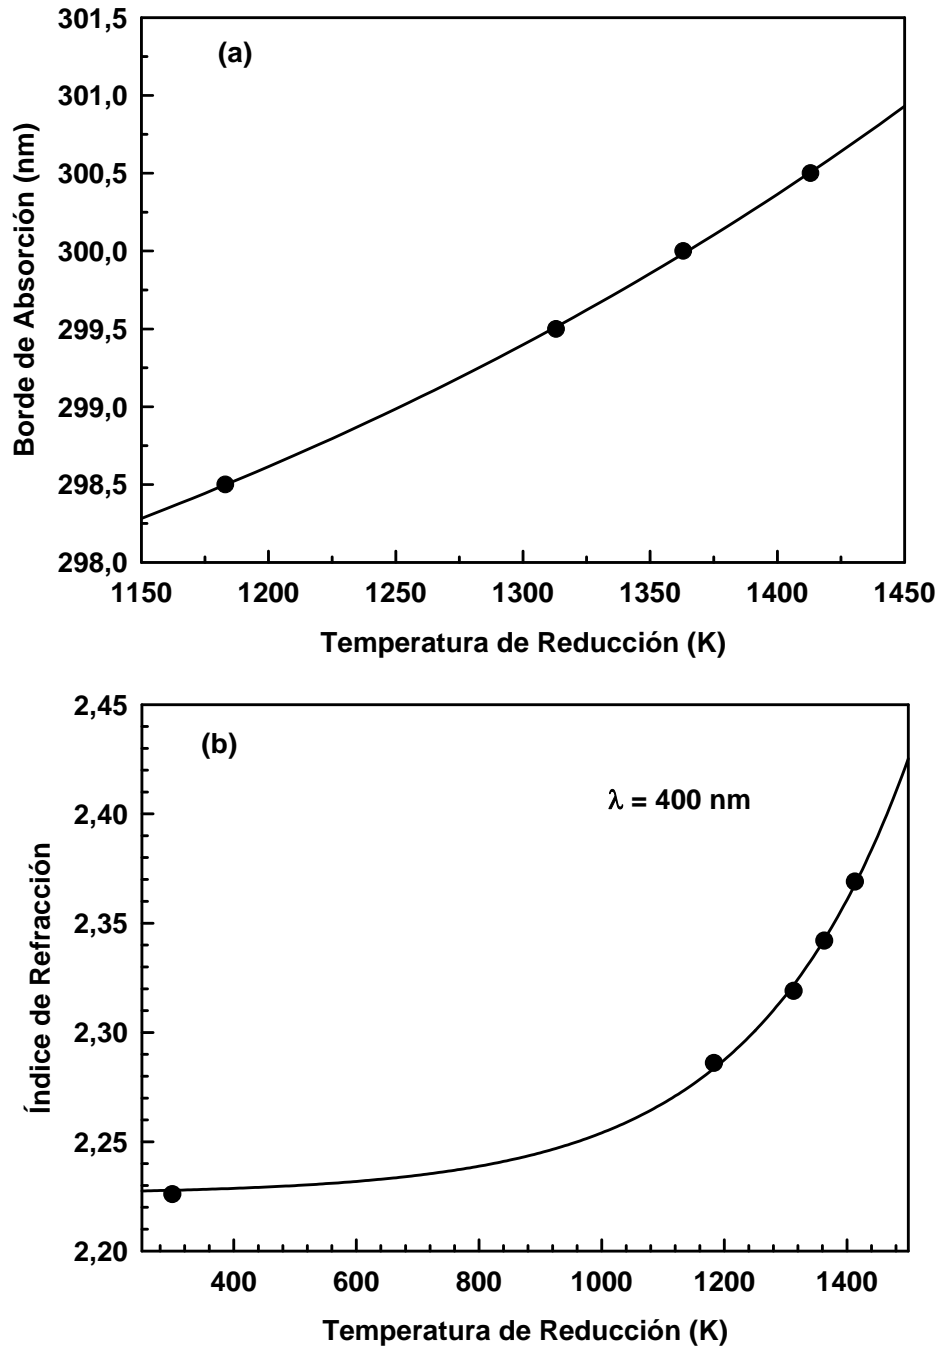 (a)
301,5
301,0
300,5
300,0
299,5
299,0
298,5
298,0
Borde de Absorción (nm)
1150 1200 1250 1300 1350 1400 1450
Temperatura de Reducción (K)
(b)
λ = 400 nm
2,45
2,40
2,35
2,30
2,25
2,20
Índice de Refracción
400 600 800 1000 1200 1400
Temperatura de Reducción (K)